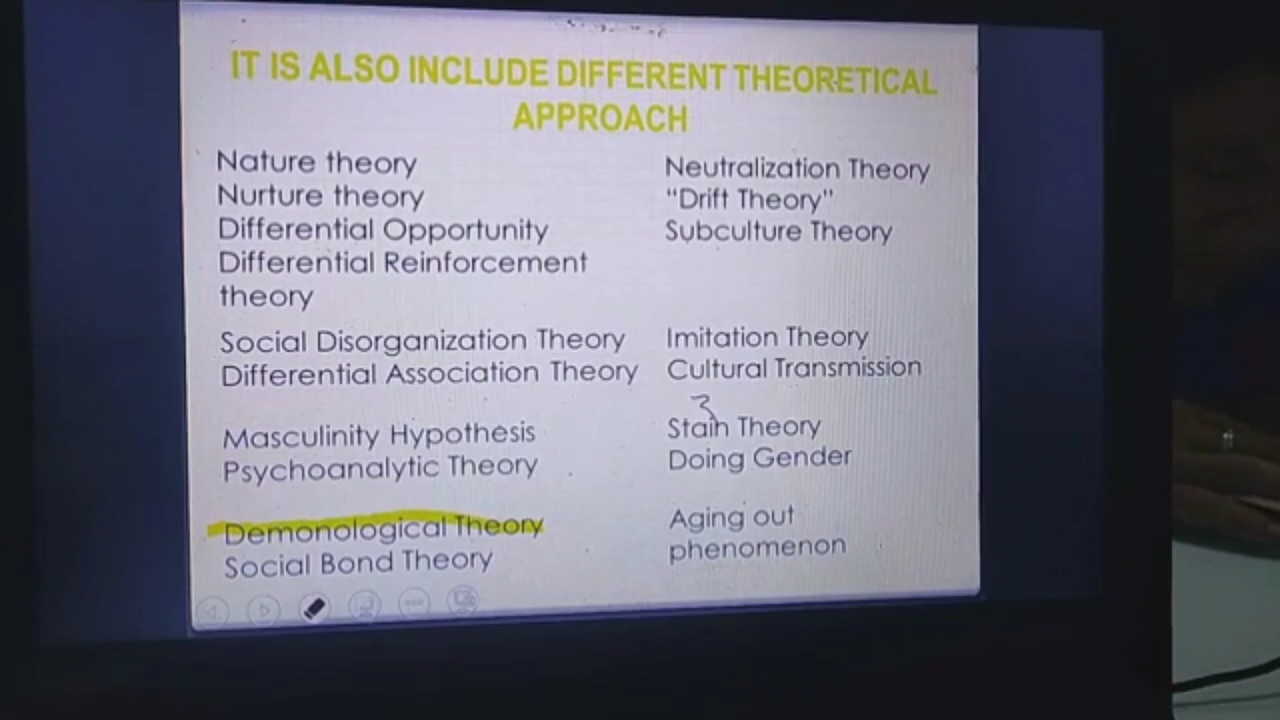 IT IS ALSO INCLUDE DIFFERENT THEORETICAL
APPROACH
Nature theory
Nurture theory
Differential Opportunity
Differential Reinforcement
theory
Social Disorganization Theory
Differential Association Theory
Masculinity Hypothesis
Psychoanalytic Theory
Demonological Theory
Social Bond Theory
Neutralization Theory
“Drift Theory”
Subculture Theory
Imitation Theory
Cultural Transmission
Stain Theory
Doing Gender
Aging out
phenomenon